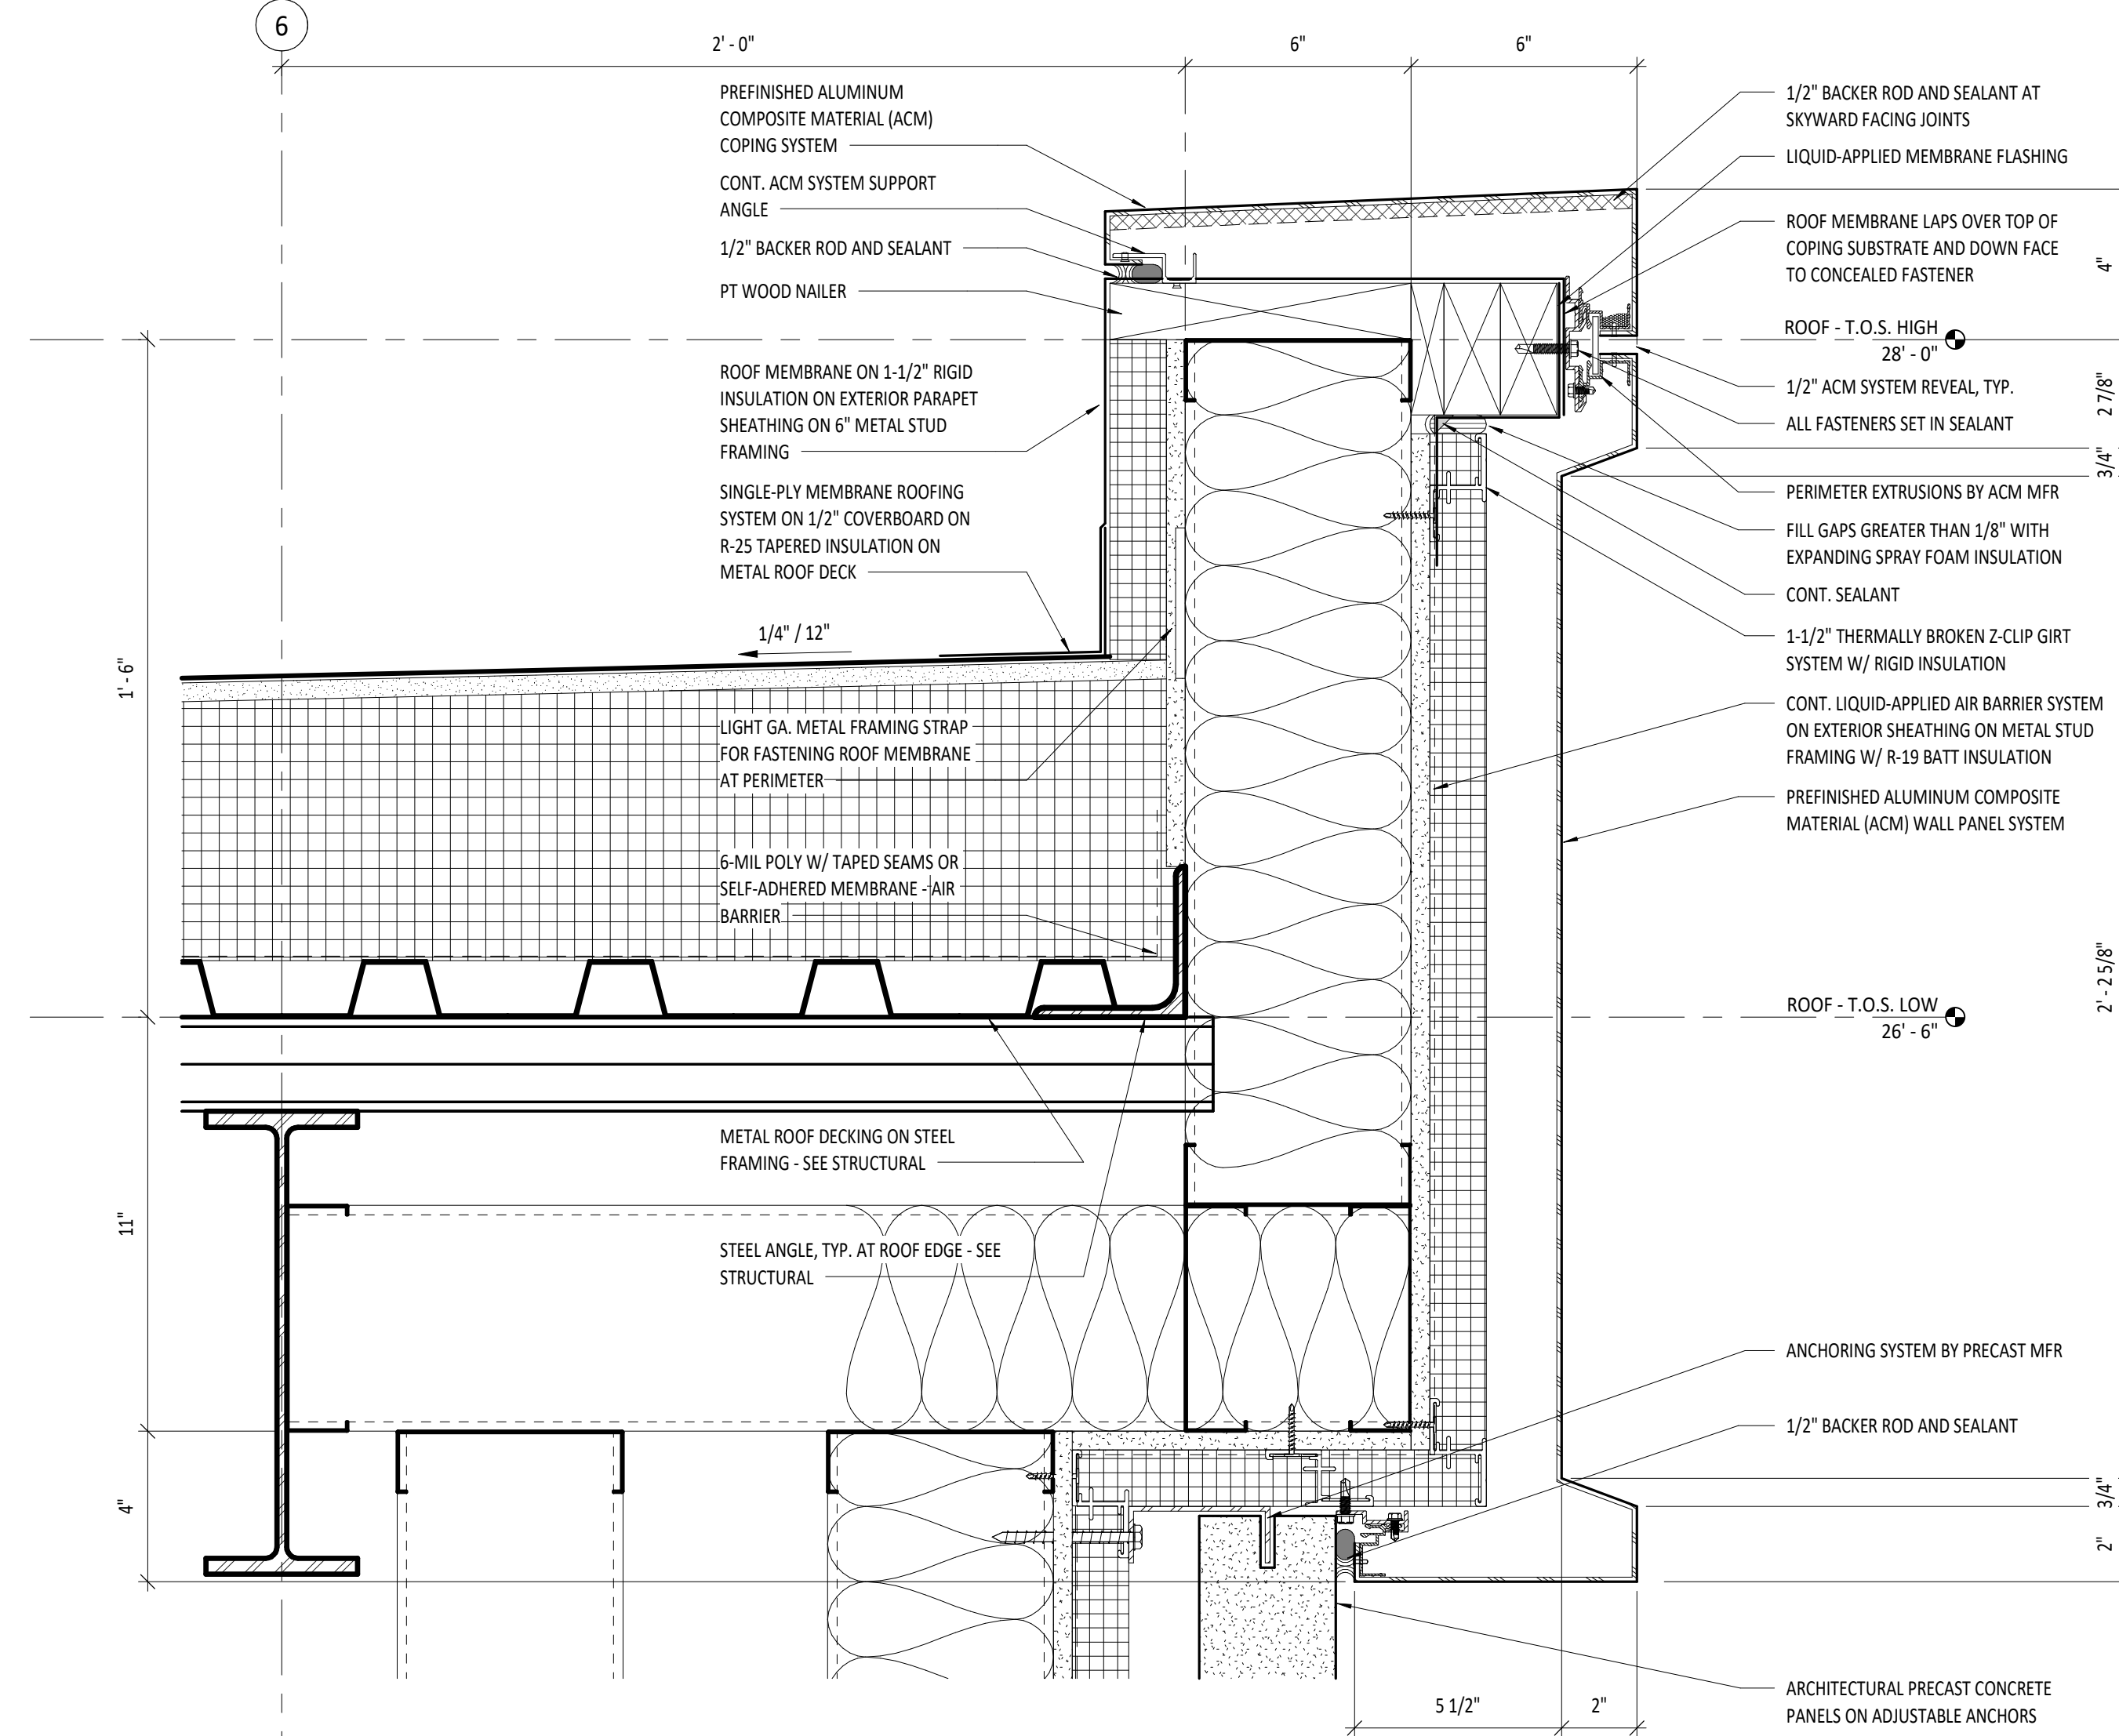 6
2' - 0"
6"
6"
PREFINISHED ALUMINUM
COMPOSITE MATERIAL (ACM)
COPING SYSTEM
CONT. ACM SYSTEM SUPPORT
ANGLE
1/2" BACKER ROD AND SEALANT
PT WOOD NAILER
ROOF MEMBRANE ON 1-1/2" RIGID
INSULATION ON EXTERIOR PARAPET
SHEATHING ON 6" METAL STUD
FRAMING
SINGLE-PLY MEMBRANE ROOFING
SYSTEM ON 1/2" COVERBOARD ON
R-25 TAPERED INSULATION ON
METAL ROOF DECK
1/4" / 12"
LIGHT GA. METAL FRAMING STRAP
FOR FASTENING ROOF MEMBRANE
AT PERIMETER
6-MIL POLY W/ TAPED SEAMS OR
SELF-ADHERED MEMBRANE - AIR
BARRIER
METAL ROOF DECKING ON STEEL
FRAMING - SEE STRUCTURAL
STEEL ANGLE, TYP. AT ROOF EDGE - SEE
STRUCTURAL
1' - 6"
11"
4"
1/2" BACKER ROD AND SEALANT AT
SKYWARD FACING JOINTS
LIQUID-APPLIED MEMBRANE FLASHING
ROOF MEMBRANE LAPS OVER TOP OF
COPING SUBSTRATE AND DOWN FACE
TO CONCEALED FASTENER
ROOF - T.O.S. HIGH
28' - 0"
1/2" ACM SYSTEM REVEAL, TYP.
ALL FASTENERS SET IN SEALANT
PERIMETER EXTRUSIONS BY ACM MFR
FILL GAPS GREATER THAN 1/8" WITH
EXPANDING SPRAY FOAM INSULATION
CONT. SEALANT
1-1/2" THERMALLY BROKEN Z-CLIP GIRT
SYSTEM W/ RIGID INSULATION
CONT. LIQUID-APPLIED AIR BARRIER SYSTEM
ON EXTERIOR SHEATHING ON METAL STUD
FRAMING W/ R-19 BATT INSULATION
PREFINISHED ALUMINUM COMPOSITE
MATERIAL (ACM) WALL PANEL SYSTEM
ROOF - T.O.S. LOW
26' - 6"
ANCHORING SYSTEM BY PRECAST MFR
1/2" BACKER ROD AND SEALANT
ARCHITECTURAL PRECAST CONCRETE
PANELS ON ADJUSTABLE ANCHORS
4"
2 7/8"
3/4"
2' - 2 5/8"
3/4"
2"
5 1/2"
2"